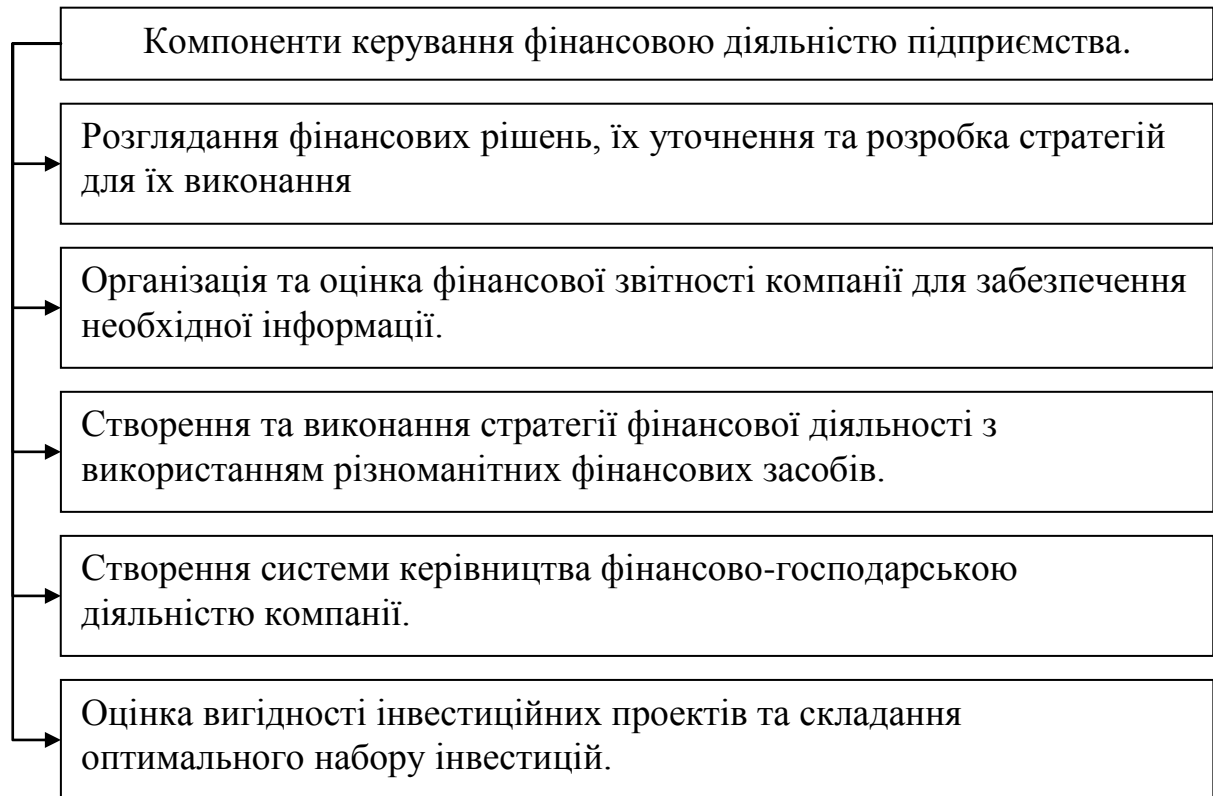 Компоненти керування фінансовою діяльністю підприємства.
Розглядання фінансових рішень, їх уточнення та розробка стратегій
для їх виконання
Організація та оцінка фінансової звітності компанії для забезпечення
необхідної інформації.
Створення та виконання стратегії фінансової діяльності з
використанням різноманітних фінансових засобів.
Створення системи керівництва фінансово-господарською
діяльністю компанії.
Оцінка вигідності інвестиційних проектів та складання
оптимального набору інвестицій.